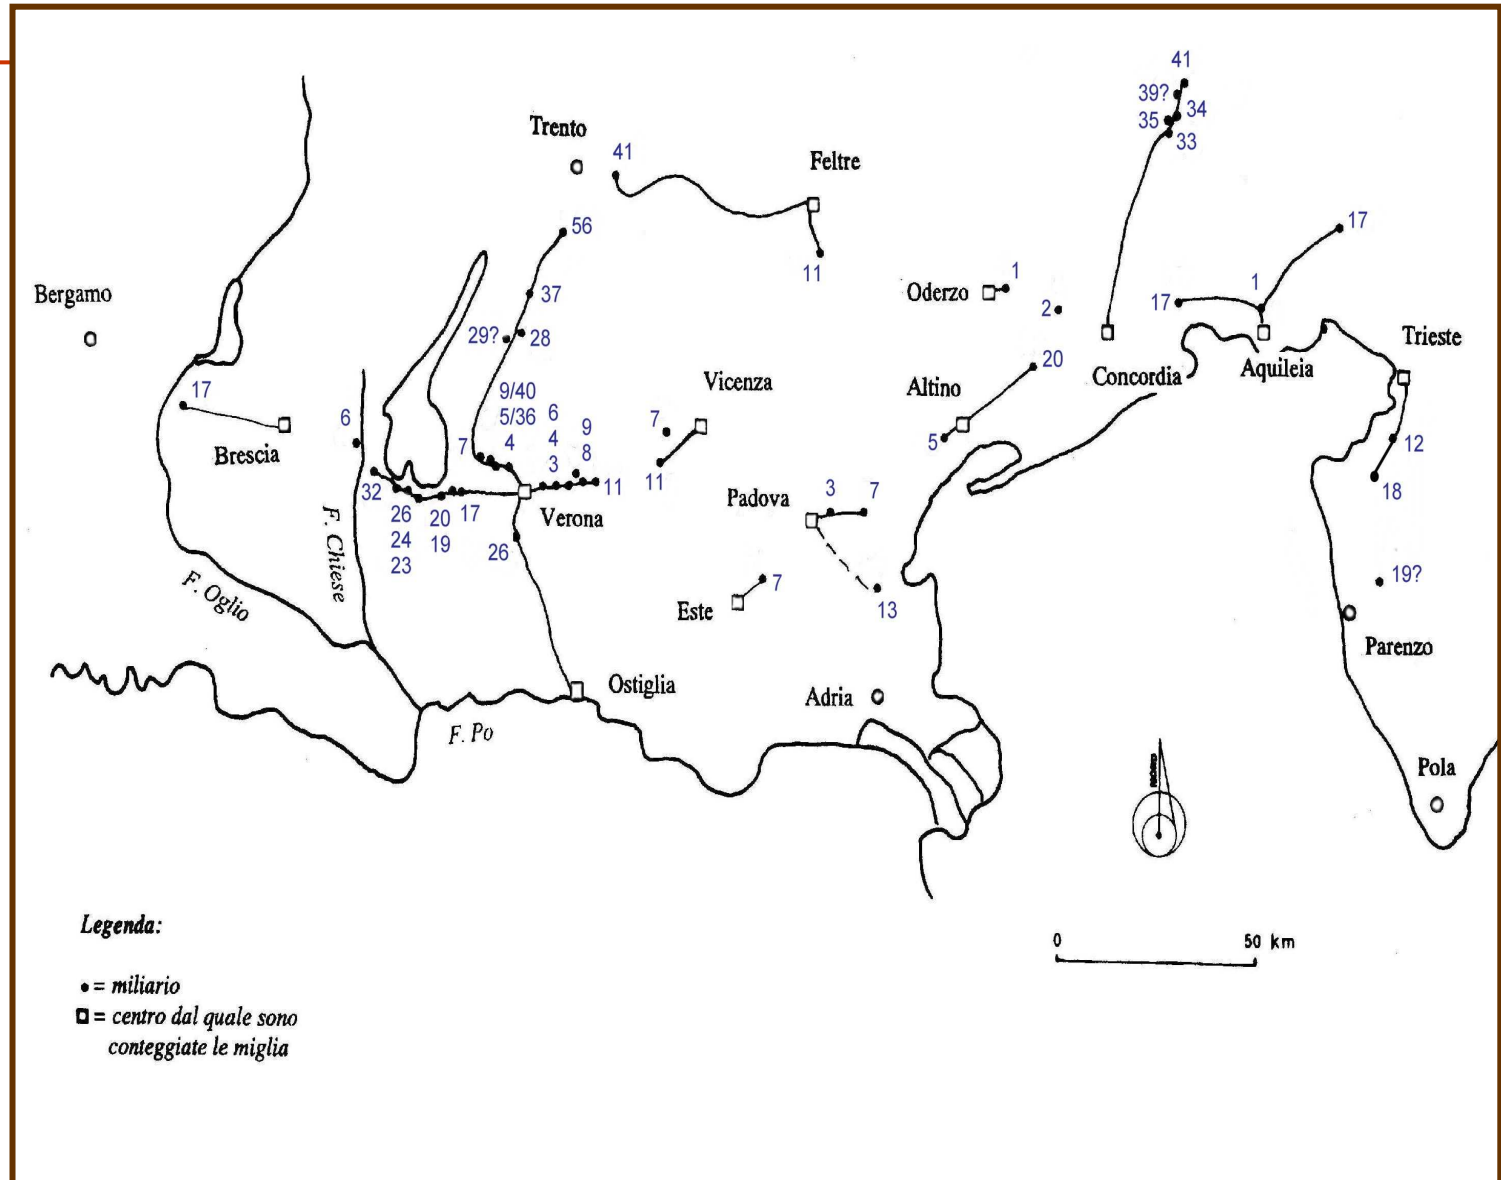 41
39?
34
35
33
Trento
41
Feltre
56
11
17
Bergamo
37
Oderzo
1
2
17
1
29?
28
Trieste
Concordia
Aquileia
20
Vicenza
Altino
17
9/40
5/36
6
4
9
8
7
4
3
7
6
5
12
Brescia
32
11
11
18
26
24
23
20
19
17
Verona
26
Padova
3
7
F. Chiese
F. Oglio
Este
7
13
19?
Parenzo
Ostiglia
Adria
F. Po
Pola
Legenda:
0
50 km
= miliario
= centro dal quale sono
conteggiate le miglia